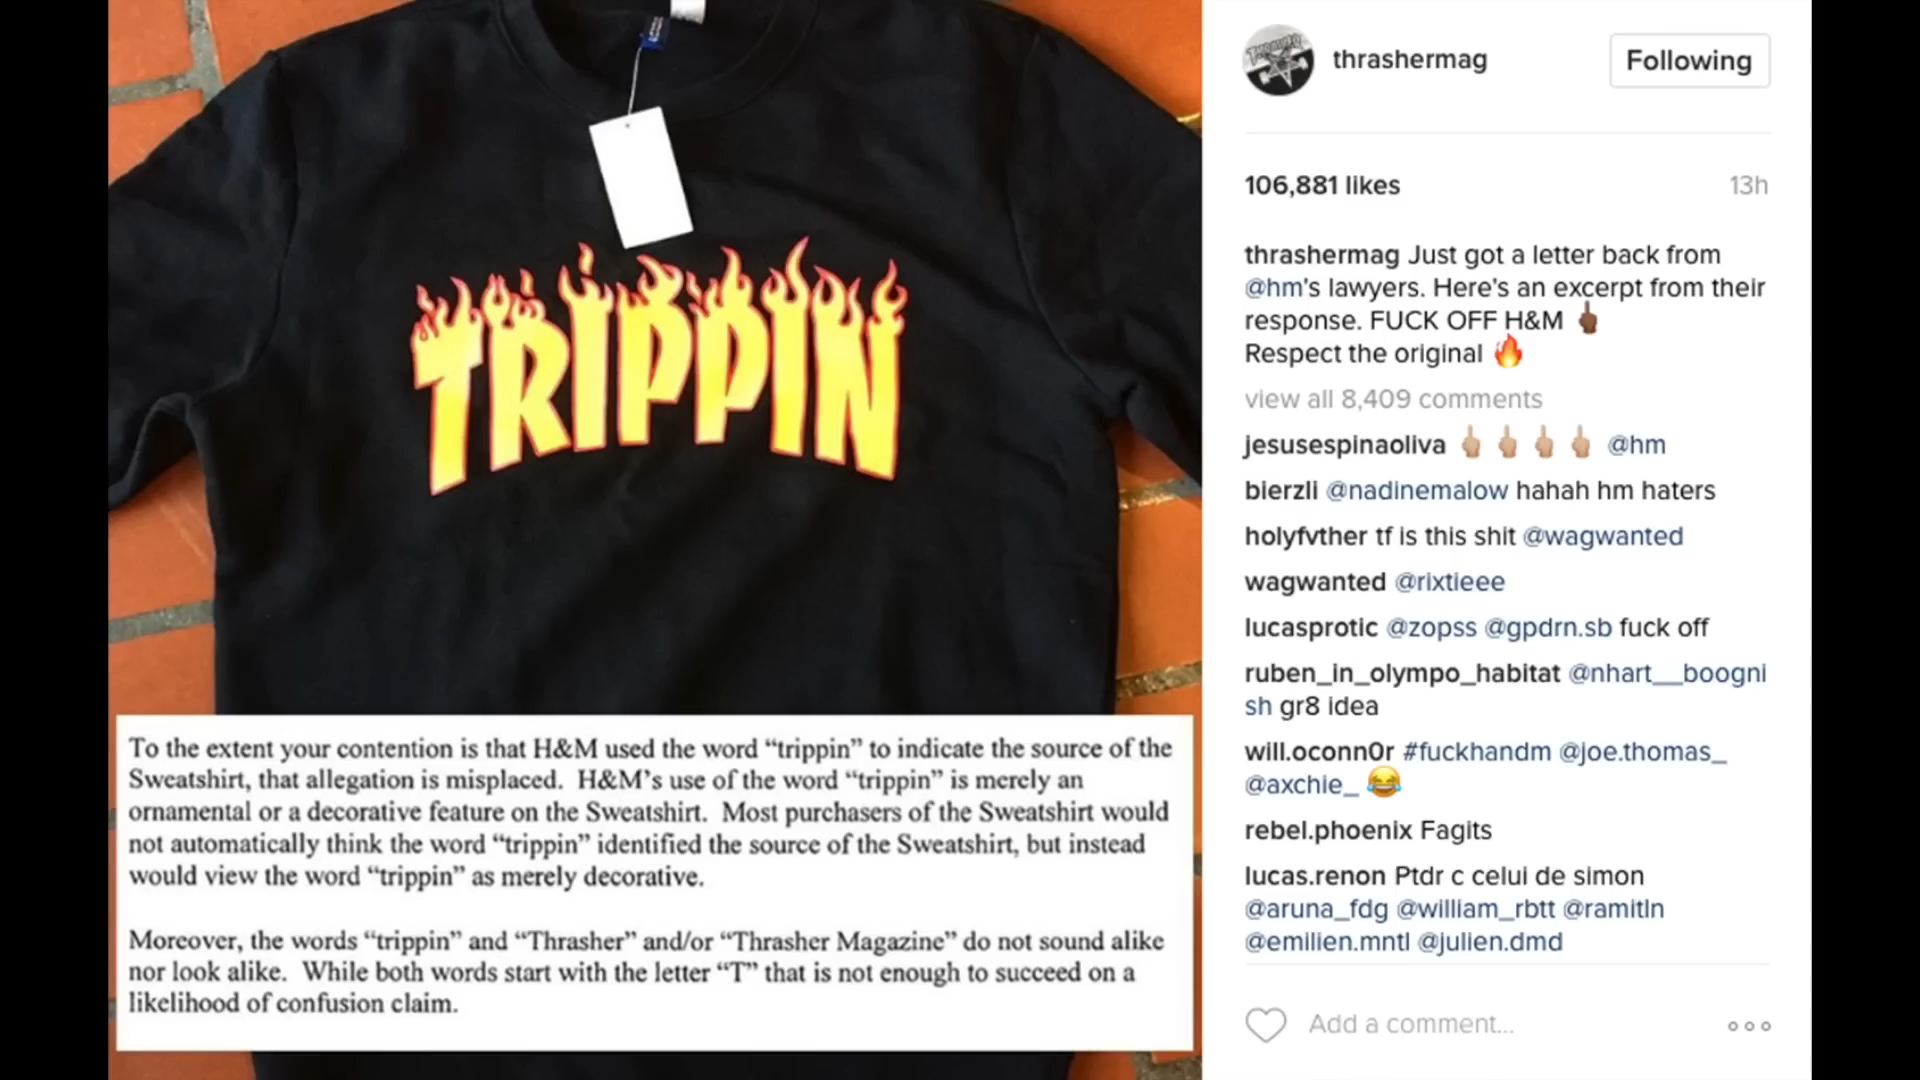 TRIPPIN
To the extent your contention is that H&M used the word “trippin” to indicate the source of the
Sweatshirt, that allegation is misplaced. H&M’s use of the word “trippin” is merely an
ornamental or a decorative feature on the Sweatshirt. Most purchasers of the Sweatshirt would
not automatically think the word “trippin” identified the source of the Sweatshirt, but instead
would view the word “trippin” as merely decorative.
Moreover, the words “trippin” and “Thrasher” and/or “Thrasher Magazine” do not sound alike
nor look alike. While both words start with the letter “T” that is not enough to succeed on a
likelihood of confusion claim.
thrashermag
Following
106,881 likes
13h
thrashermag Just got a letter back from
@hm's lawyers. Here's an excerpt from their
response. FUCK OFF H&M 🖕🏿
Respect the original 🔥
view all 8,409 comments
jesusespinaoliva 🖕🏼 🖕🏼 🖕🏼 🖕🏼 @hm
bierzli @nadinemalow hahah hm haters
holyfvther tf is this shit @wagwanted
wagwanted @rixtieee
lucasprotic @zopss @gpdrn.sb fuck off
ruben_in_olympo_habitat @nhart__boogni
sh gr8 idea
will.oconn0r #fuckhandm @joe.thomas_
@axchie_ 😂
rebel.phoenix Fagits
lucas.renon Ptdr c celui de simon
@aruna_fdg @william_rbtt @ramitln
@emilien.mntl @julien.dmd
Add a comment...